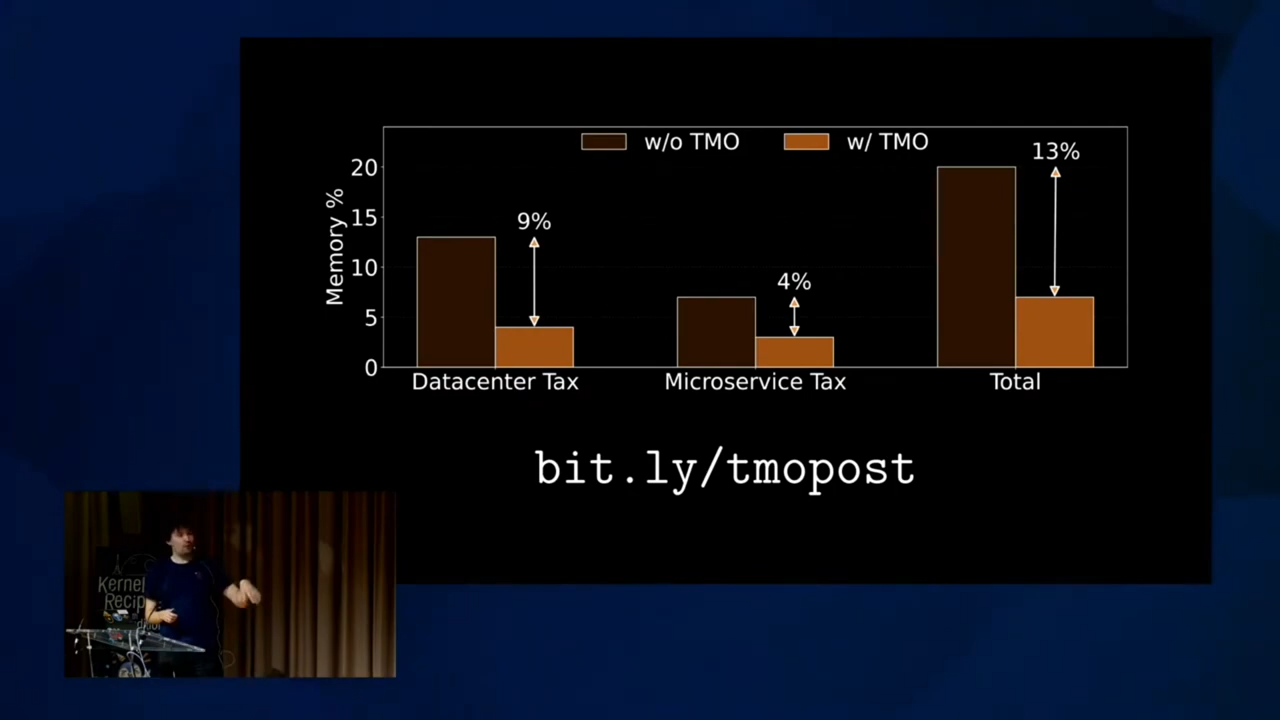 w/o TMO w/ TMO
Memory %
20
15
10
5
0
9%
4%
13%
Datacenter Tax Microservice Tax Total
bit.ly/tmopost
Kernel